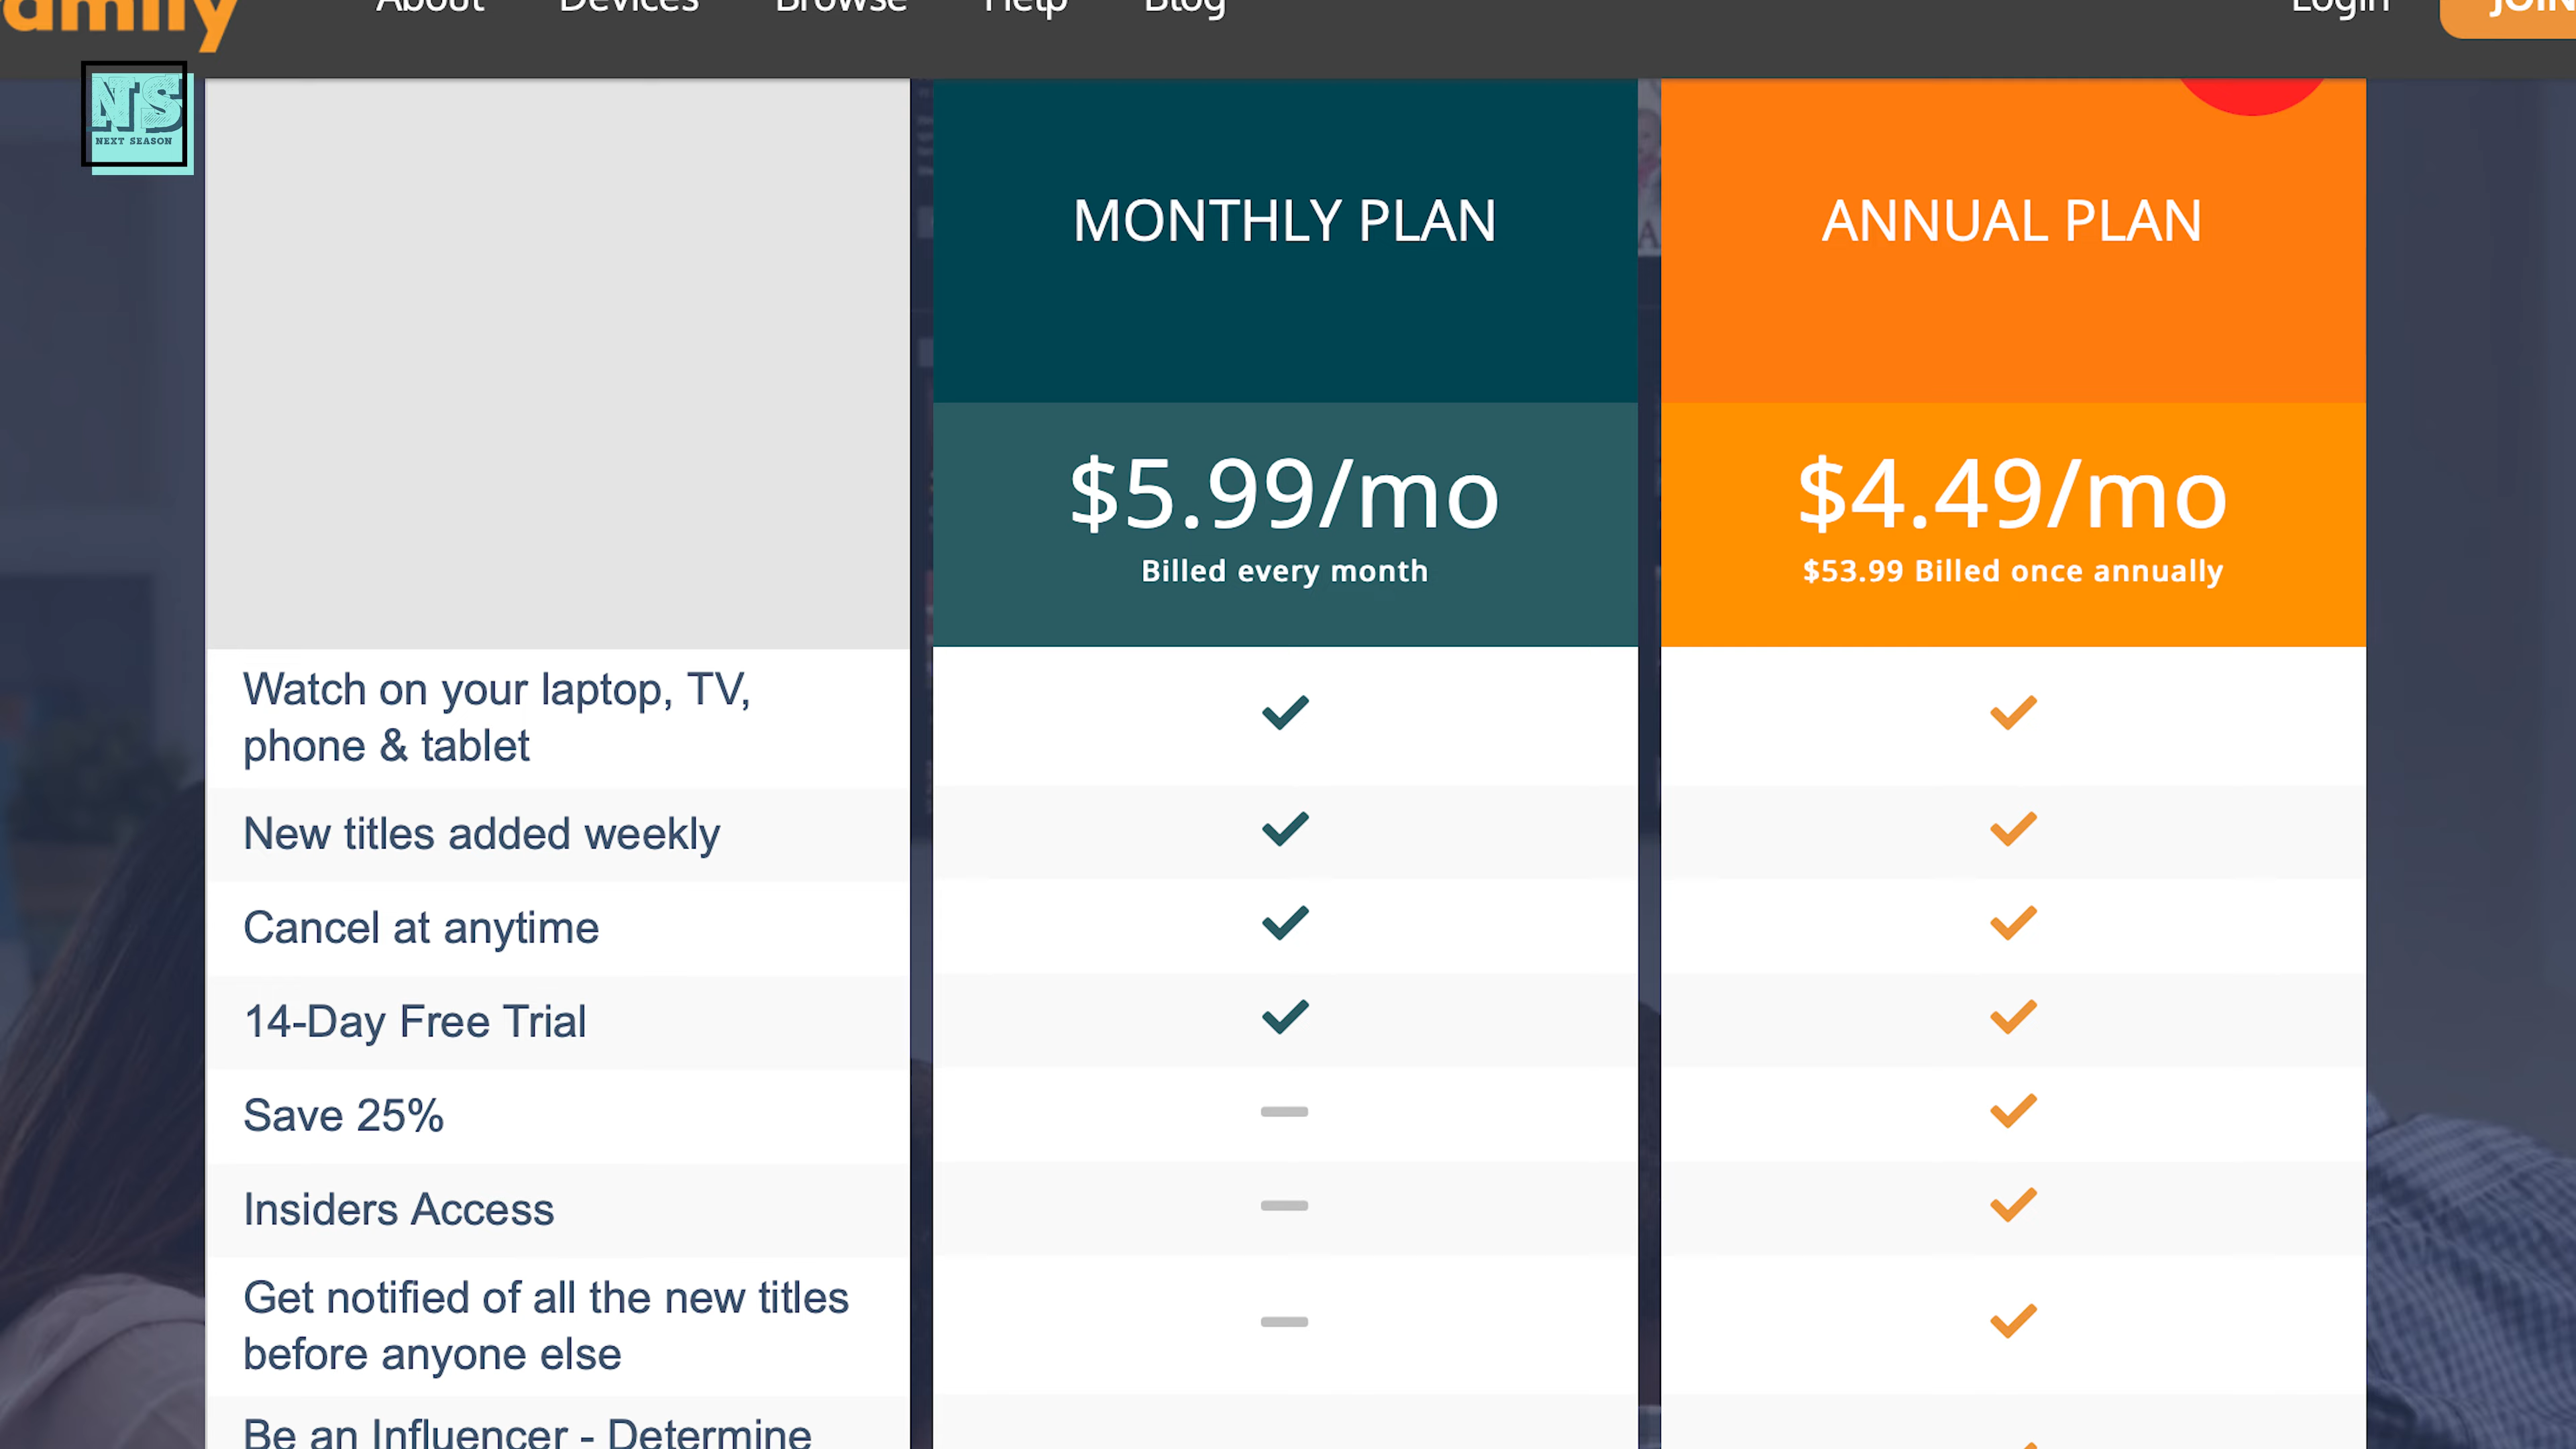 amily
About Devices Browse Help Blog
Login JOIN
NS
NEXT SEASON
MONTHLY PLAN
ANNUAL PLAN
$5.99/mo
Billed every month
$4.49/mo
$53.99 Billed once annually
Watch on your laptop, TV,
phone & tablet
New titles added weekly
Cancel at anytime
14-Day Free Trial
Save 25%
Insiders Access
Get notified of all the new titles
before anyone else
Be an Influencer - Determine